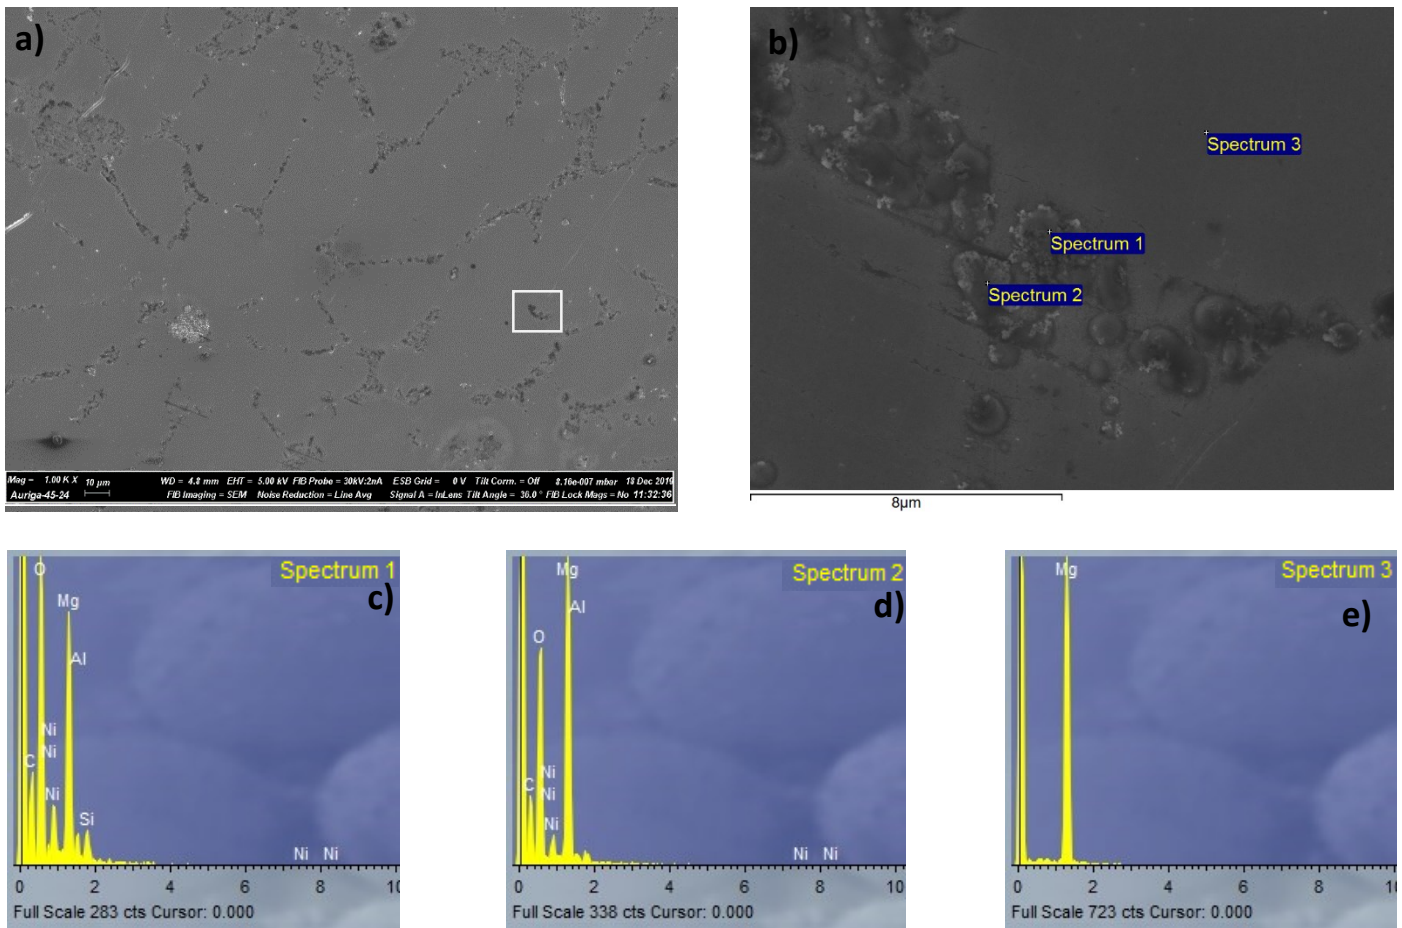 a)
Mag = 1.00 K X 10 µm WD = 4.8 mm EHT = 5.00 kV FIB Probe = 30kV:2nA ESB Grid = 0 V Tilt Corrn. = Off 8.16e-007 mbar 18 Dec 2019
Auriga-45-24 FIB Imaging = SEM Noise Reduction = Line Avg Signal A = InLens Tilt Angle = 36.0 ° FIB Lock Mags = No 11:32:36
b)
Spectrum 3
Spectrum 1
Spectrum 2
8µm
Spectrum 1
c)
O
Mg
Al
Ni
Ni
C
Ni
Si
Ni Ni
0 2 4 6 8 10
Full Scale 283 cts Cursor: 0.000
Spectrum 2
d)
Mg
Al
O
Ni
C
Ni
Ni
Ni Ni
0 2 4 6 8 10
Full Scale 338 cts Cursor: 0.000
Spectrum 3
e)
Mg
0 2 4 6 8
Full Scale 723 cts Cursor: 0.000